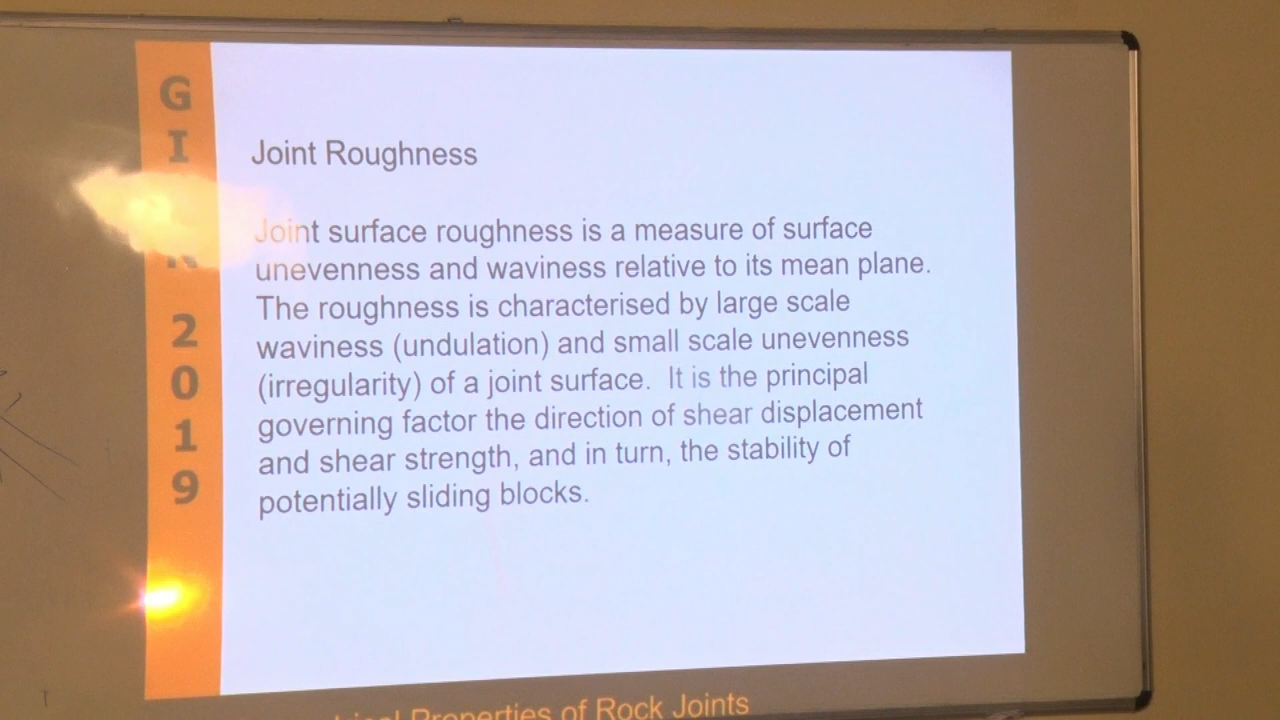 G
I
2
0
1
9
Joint Roughness
Joint surface roughness is a measure of surface
unevenness and waviness relative to its mean plane.
The roughness is characterised by large scale
waviness (undulation) and small scale unevenness
(irregularity) of a joint surface. It is the principal
governing factor the direction of shear displacement
and shear strength, and in turn, the stability of
potentially sliding blocks.
Properties of Rock Joints